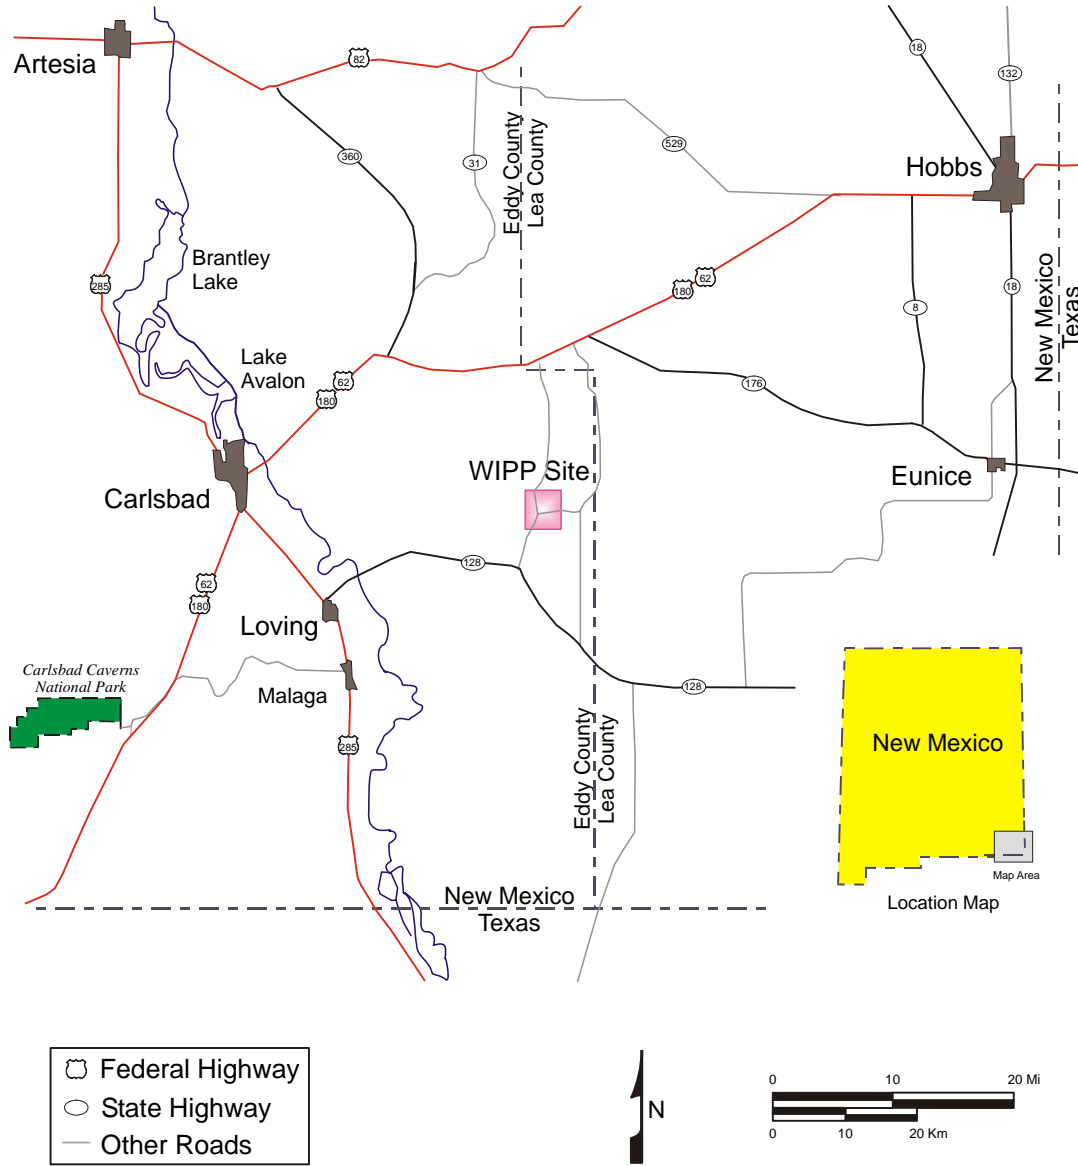 Artesia
82
18
132
360
31
529
Eddy County
Lea County
Hobbs
Brantley
Lake
285
62
180
8
18
New Mexico
Texas
Lake
Avalon
62
180
176
WIPP Site
Eunice
Carlsbad
128
62
180
Loving
Carlsbad Caverns
National Park
Malaga
128
285
Eddy County
Lea County
New Mexico
Map Area
Location Map
New Mexico
Texas
Federal Highway
State Highway
Other Roads
N
0 10 20 Mi
0 10 20 Km